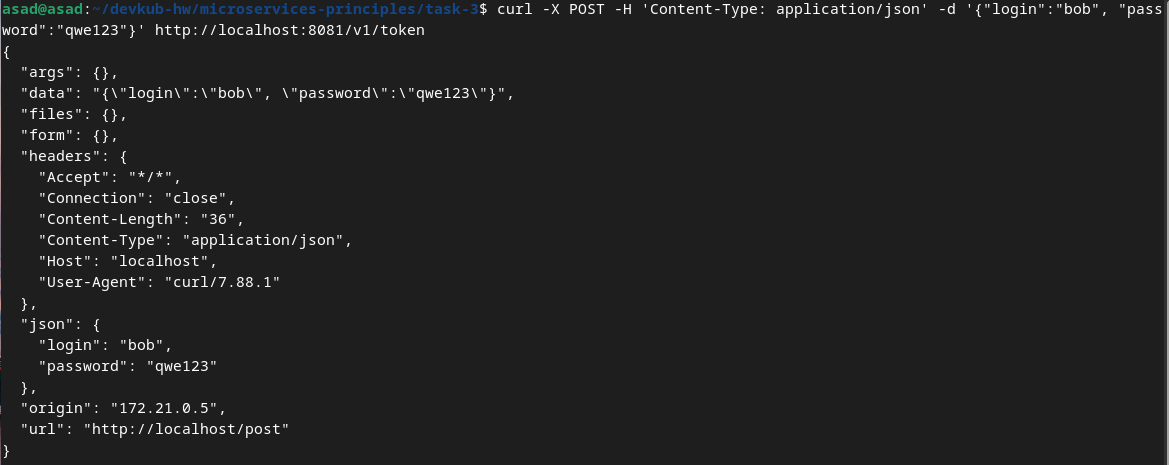 asad@asad:~/devkub-hw/microservices-principles/task-3$ curl -X POST -H 'Content-Type: application/json' -d '{"login":"bob", "pass
word":"qwe123"}' http://localhost:8081/v1/token
{
  "args": {},
  "data": "{\"login\":\"bob\", \"password\":\"qwe123\"}",
  "files": {},
  "form": {},
  "headers": {
    "Accept": "*/*",
    "Connection": "close",
    "Content-Length": "36",
    "Content-Type": "application/json",
    "Host": "localhost",
    "User-Agent": "curl/7.88.1"
  },
  "json": {
    "login": "bob",
    "password": "qwe123"
  },
  "origin": "172.21.0.5",
  "url": "http://localhost/post"
}